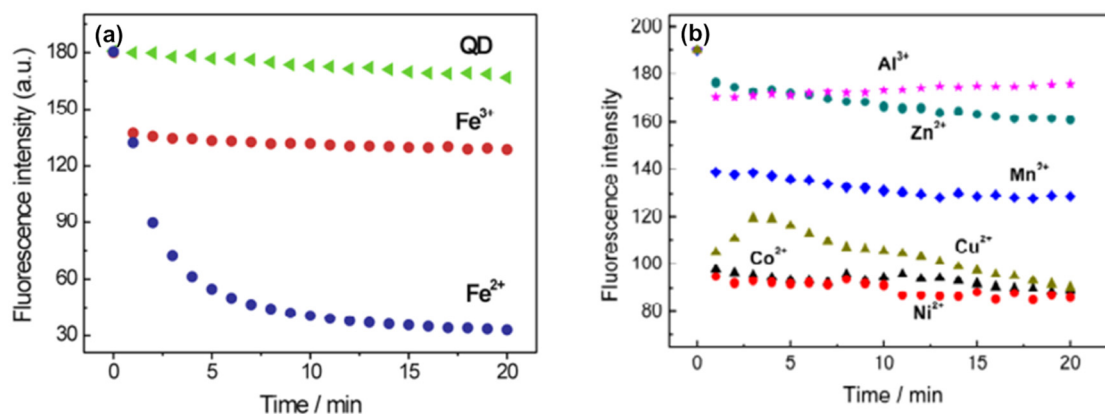 (a)
QD
Fe³⁺
Fe²⁺
180
150
120
90
60
30
0
5
10
15
20
Fluorescence intensity (a.u.)
Time / min
(b)
Al³⁺
Zn²⁺
Mn²⁺
Cu²⁺
Co²⁺
Ni²⁺
200
180
160
140
120
100
80
0
5
10
15
20
Fluorescence intensity
Time / min